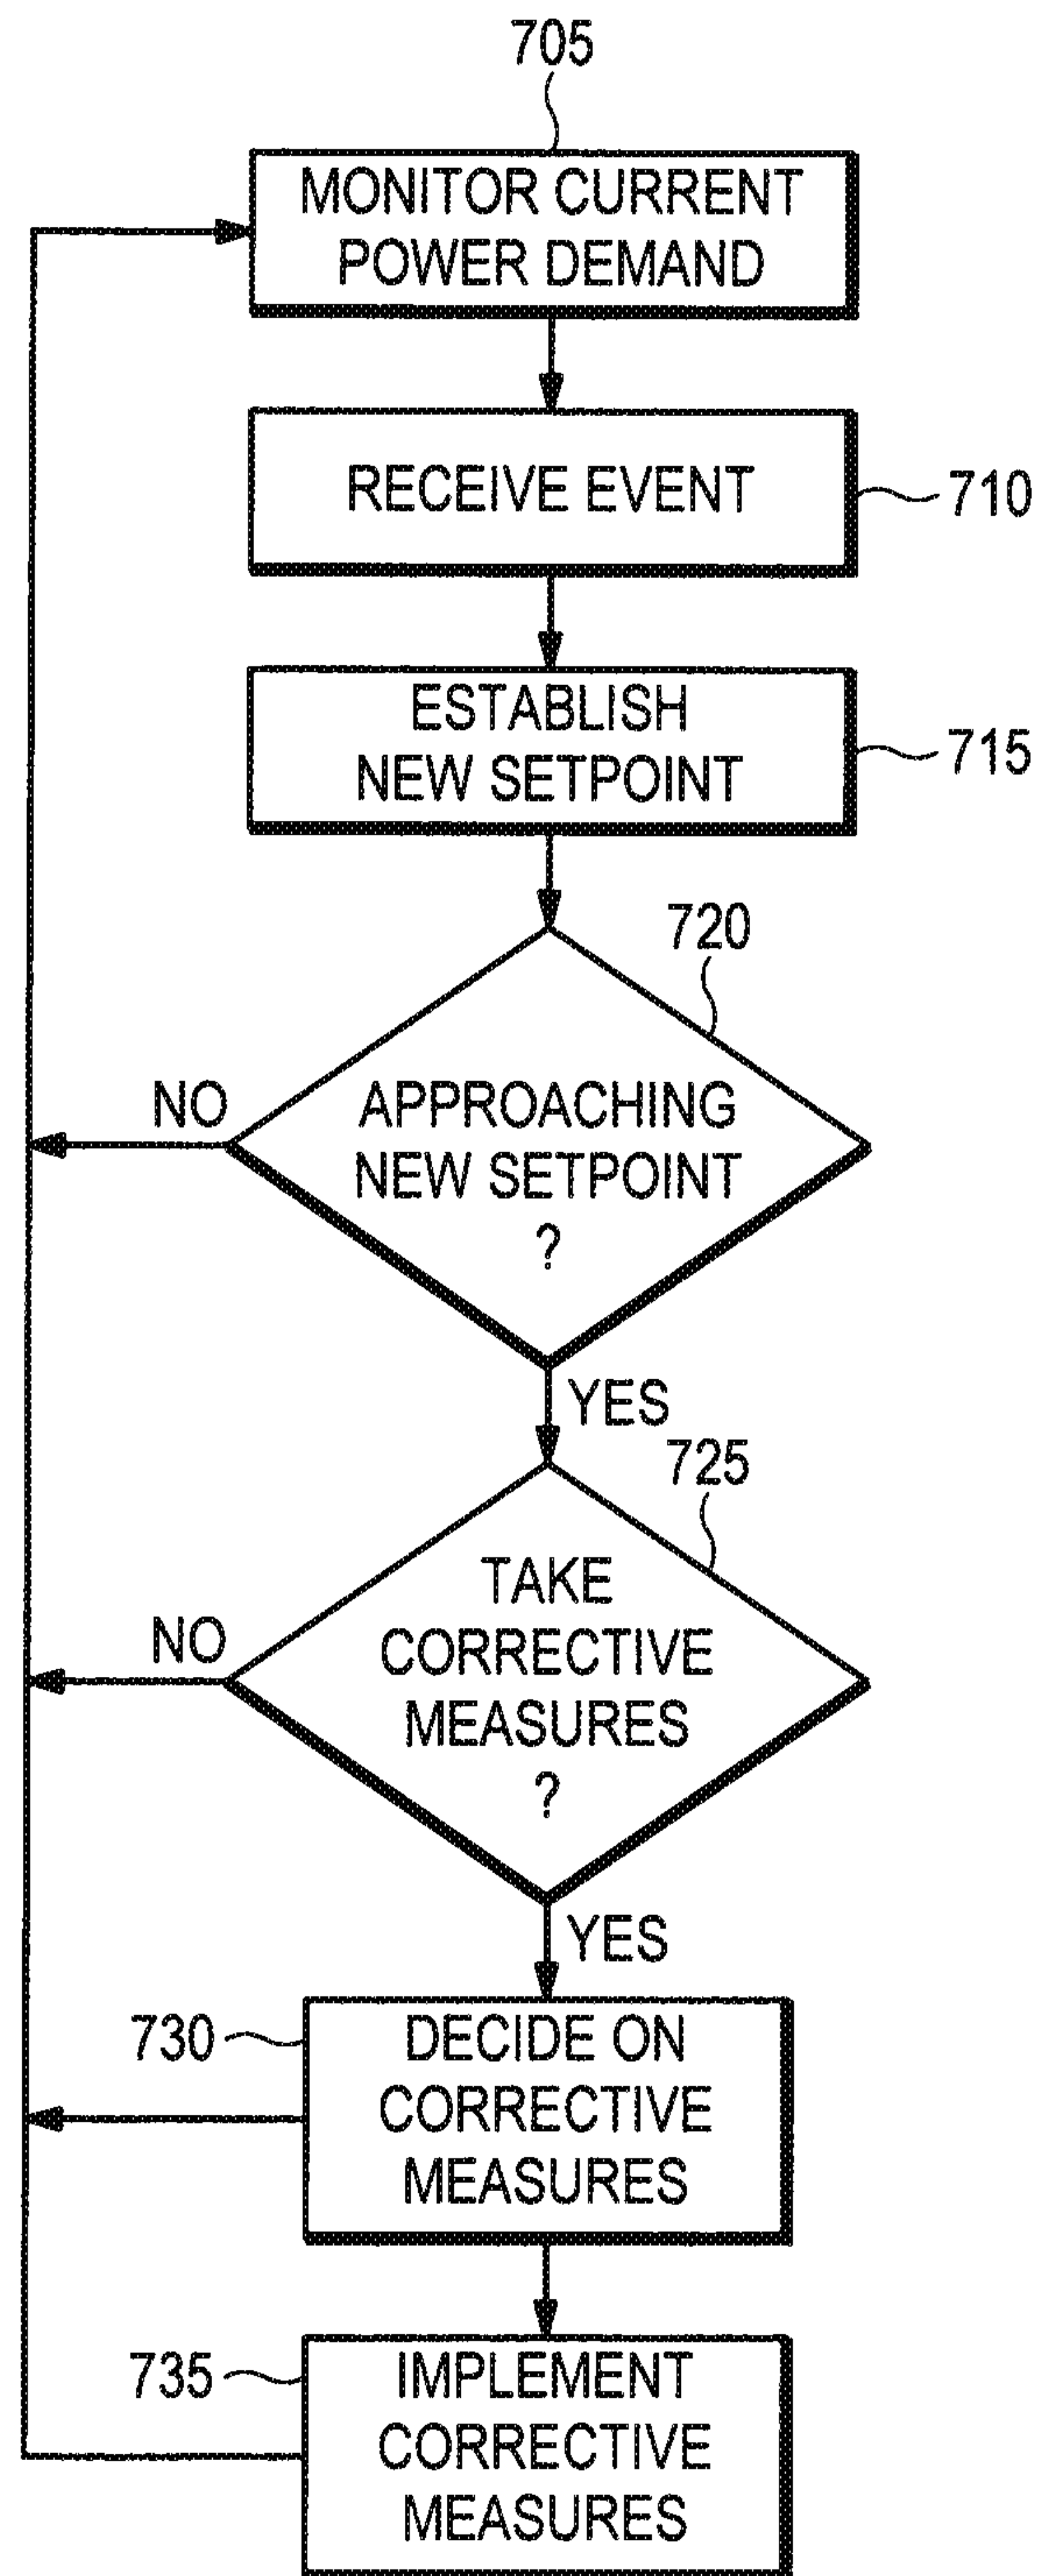 705
MONITOR CURRENT
POWER DEMAND
RECEIVE EVENT
710
ESTABLISH
NEW SETPOINT
715
720
NO
APPROACHING
NEW SETPOINT
?
YES
725
NO
TAKE
CORRECTIVE
MEASURES
?
YES
730
DECIDE ON
CORRECTIVE
MEASURES
735
IMPLEMENT
CORRECTIVE
MEASURES